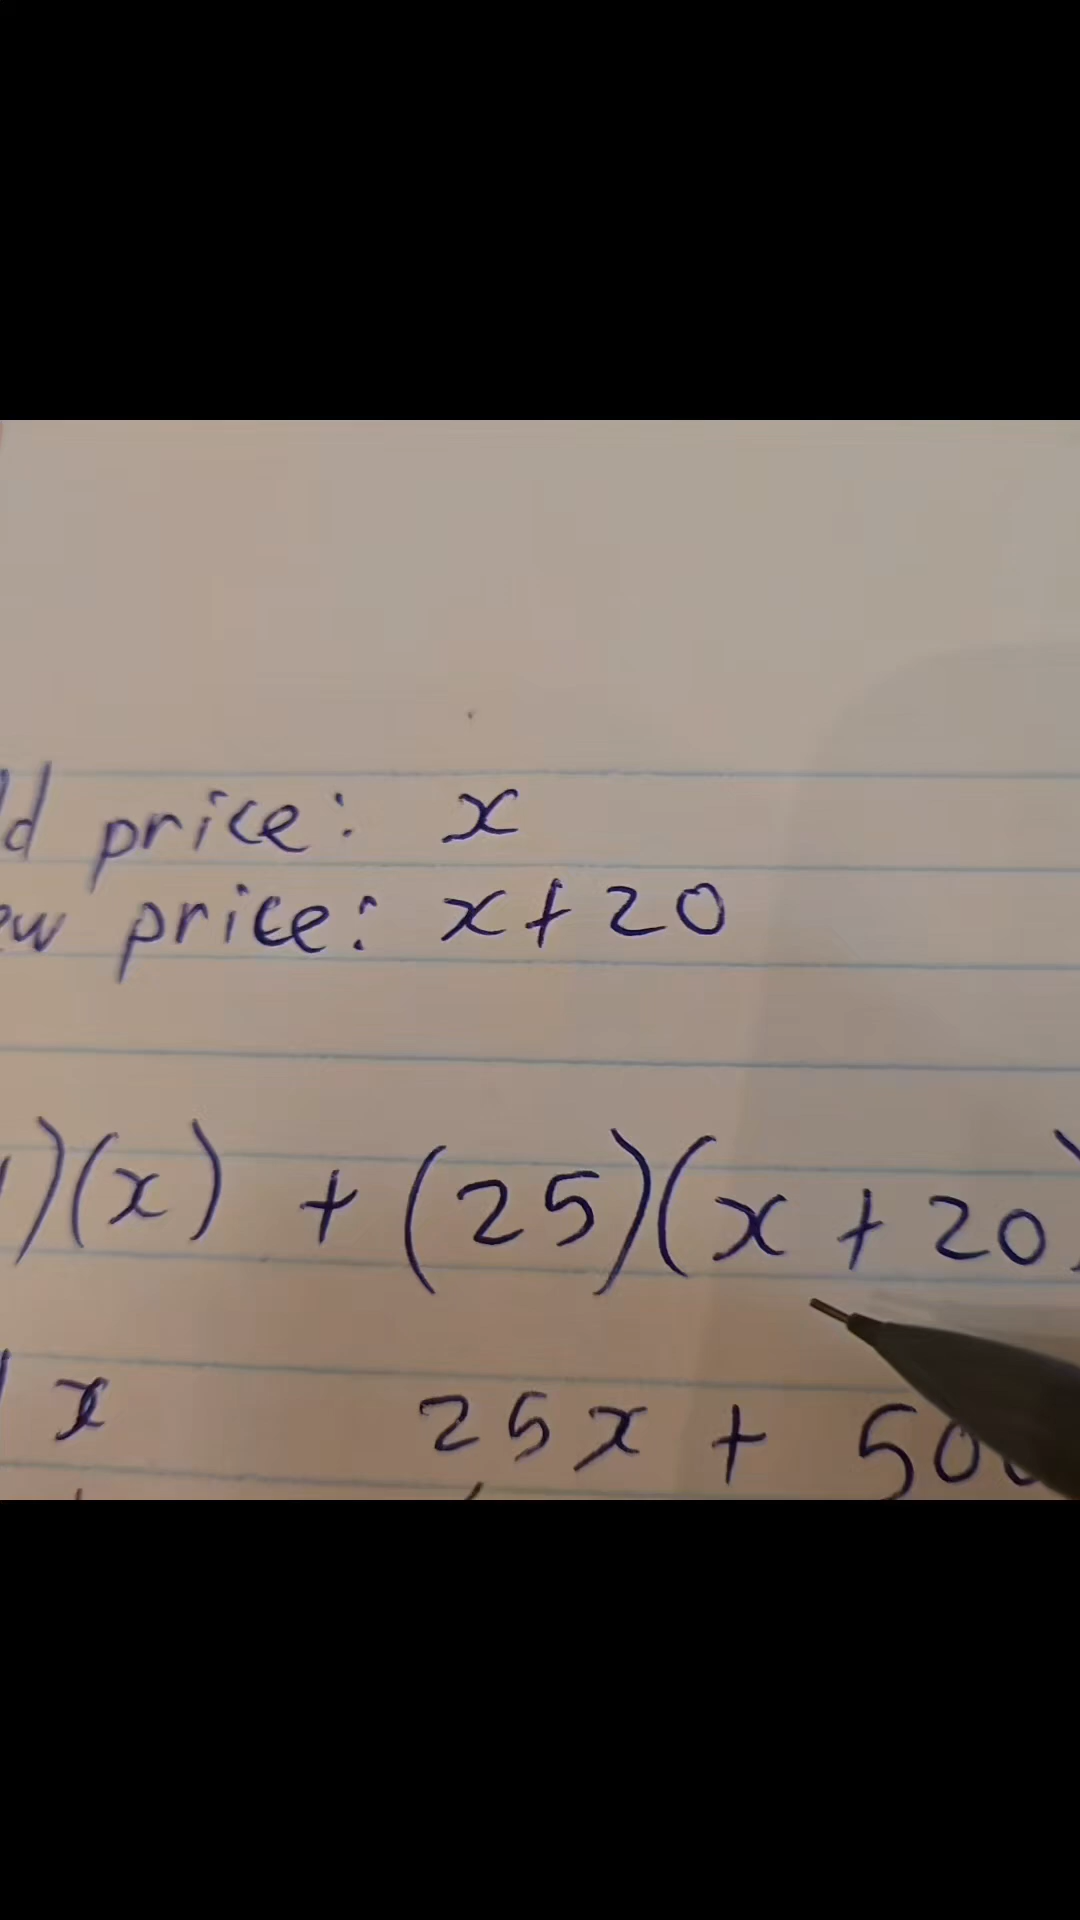 price: x
price: x+20
)(x) + (25)(x + 20)
x 25x + 50